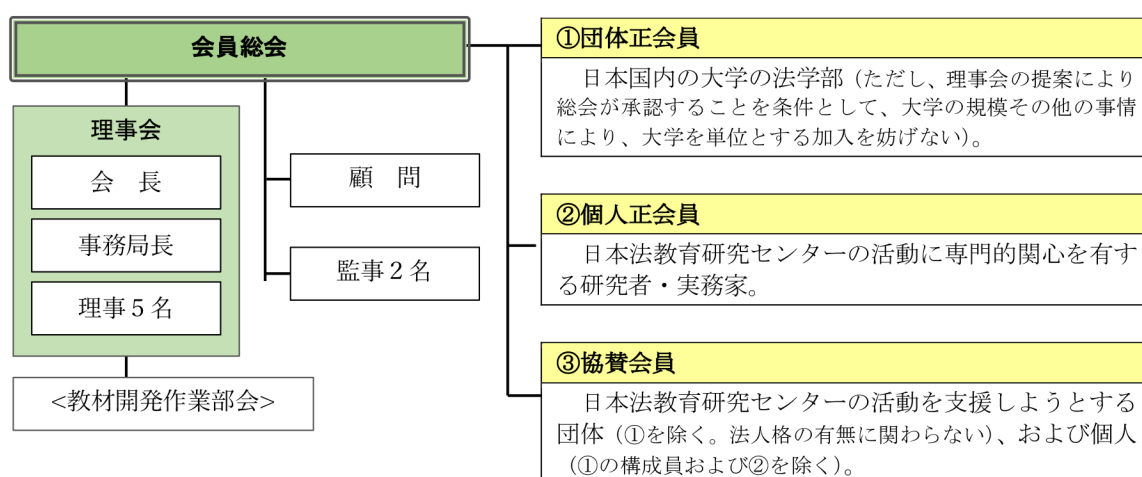 会員総会
理事会
会　長
事務局長
理事５名
<教材開発作業部会>
顧　問
監事２名
①団体正会員
　日本国内の大学の法学部（ただし、理事会の提案により
総会が承認することを条件として、大学の規模その他の事情
により、大学を単位とする加入を妨げない）。
②個人正会員
　日本法教育研究センターの活動に専門的関心を有す
る研究者・実務家。
③協賛会員
　日本法教育研究センターの活動を支援しようとする
団体（①を除く。法人格の有無に関わらない）、および個人
（①の構成員および②を除く）。